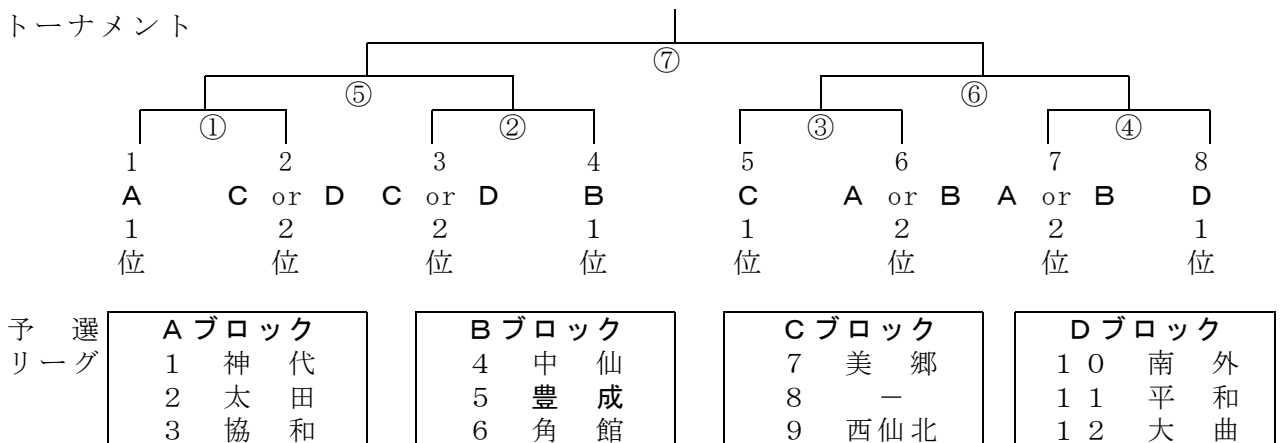 トーナメント
⑦
⑤ ⑥
① ② ③ ④
1 2 3 4 5 6 7 8
A C or D C or D B C A or B A or B D
1 2 2 1 1 2 2 1
位 位 位 位 位 位 位 位
予 選 Aブロック Bブロック Cブロック Dブロック
リーグ 1 神 代 4 中 仙 7 美 郷 10 南 外
2 太 田 5 豊 成 8 － 11 平 和
3 協 和 6 角 館 9 西仙北 12 大 曲